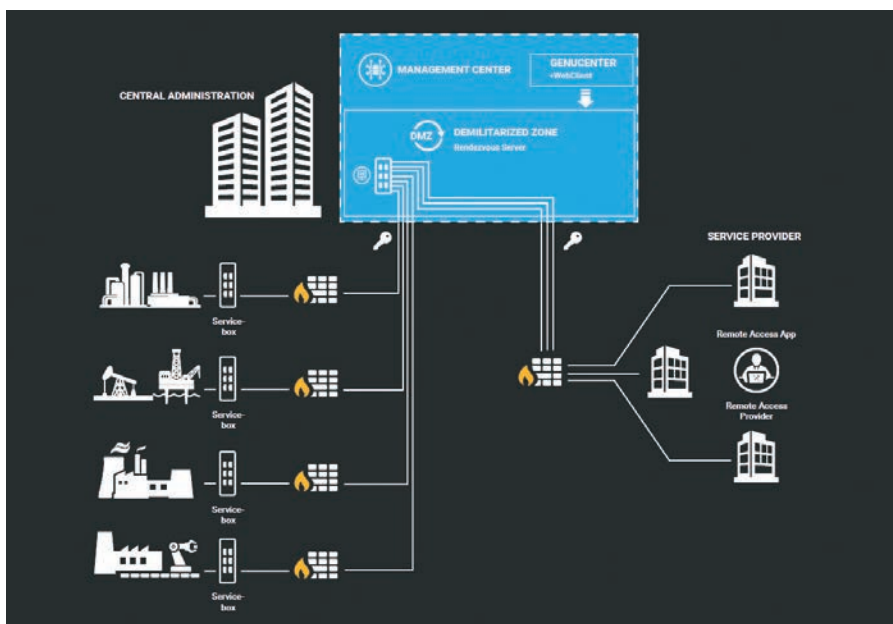 MANAGEMENT CENTER
GENUCENTER
+WebClient
CENTRAL ADMINISTRATION
DMZ
DEMILITARIZED ZONE
Rendezvous Server
SERVICE PROVIDER
Service-
box
Remote Access App
Service-
box
Remote Access
Provider
Service-
box
Service-
box